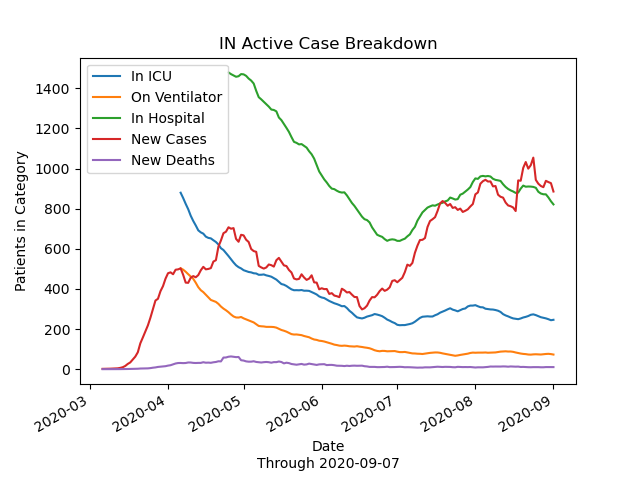 IN Active Case Breakdown
In ICU
On Ventilator
In Hospital
New Cases
New Deaths
Patients in Category
1400
1200
1000
800
600
400
200
0
2020-03
2020-04
2020-05
2020-06
2020-07
2020-08
2020-09
Date
Through 2020-09-07